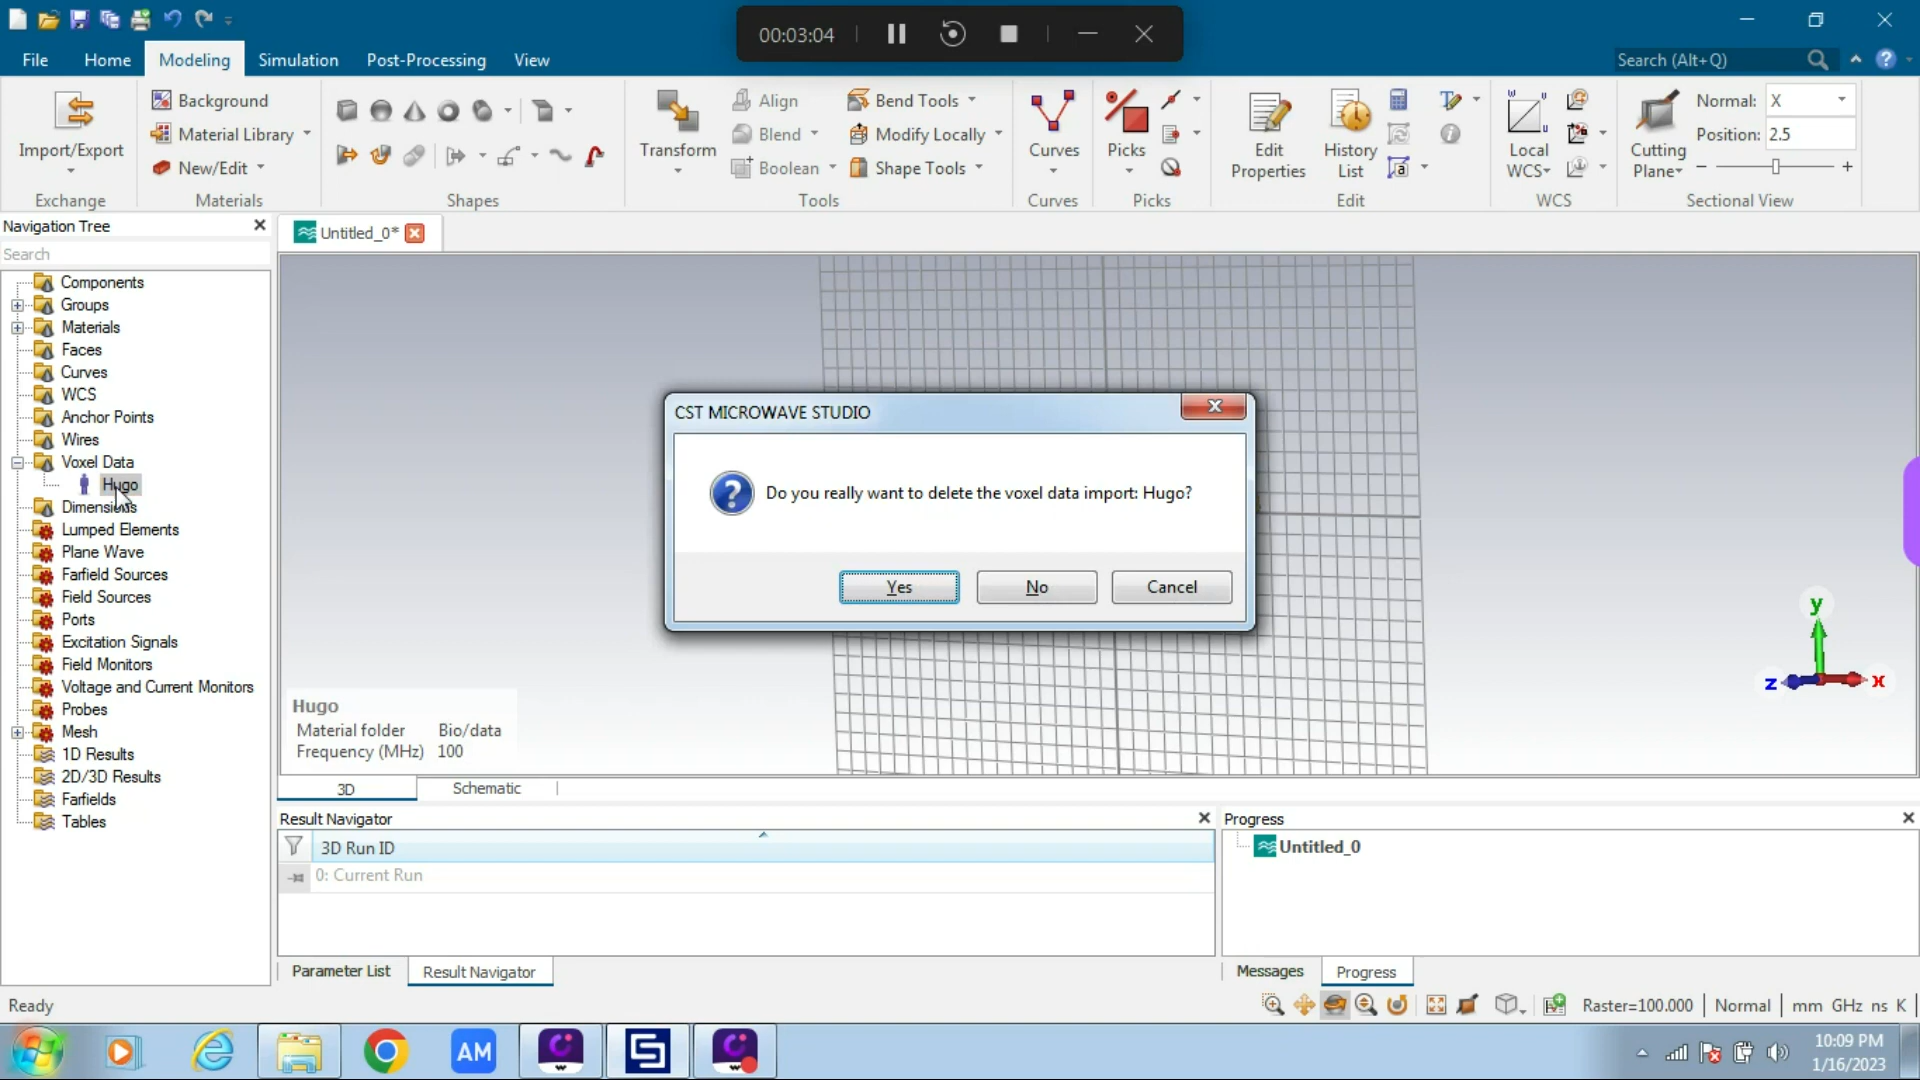 00:03:04
File Home Modeling Simulation Post-Processing View
Search (Alt+Q)
Import/Export
Exchange
Background
Material Library
New/Edit
Materials
Shapes
Transform
Align
Blend
Boolean
Bend Tools
Modify Locally
Shape Tools
Tools
Curves
Curves
Picks
Picks
Edit
Properties
History
List
Edit
Local
WCS
WCS
Cutting
Plane
Normal: X
Position: 2.5
Sectional View
Navigation Tree
Search
Components
Groups
Materials
Faces
Curves
WCS
Anchor Points
Wires
Voxel Data
Hugo
Dimensions
Lumped Elements
Plane Wave
Farfield Sources
Field Sources
Ports
Excitation Signals
Field Monitors
Voltage and Current Monitors
Probes
Mesh
1D Results
2D/3D Results
Farfields
Tables
Untitled_0*
CST MICROWAVE STUDIO
Do you really want to delete the voxel data import: Hugo?
Yes No Cancel
Hugo
Material folder Bio/data
Frequency (MHz) 100
y
z x
3D Schematic
Result Navigator
3D Run ID
0: Current Run
Parameter List Result Navigator
Progress
Untitled_0
Messages Progress
Ready
Raster=100.000 Normal mm GHz ns K
AM
10:09 PM
1/16/2023